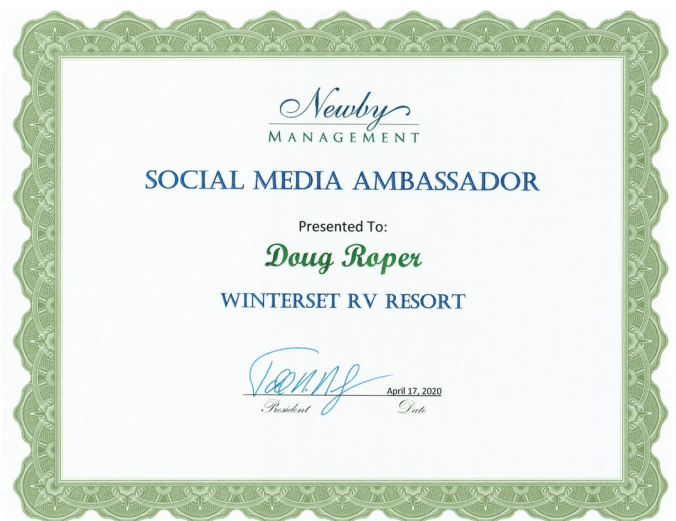 Newby
MANAGEMENT
SOCIAL MEDIA AMBASSADOR
Presented To:
Doug Roper
WINTERSET RV RESORT
April 17, 2020
President Date